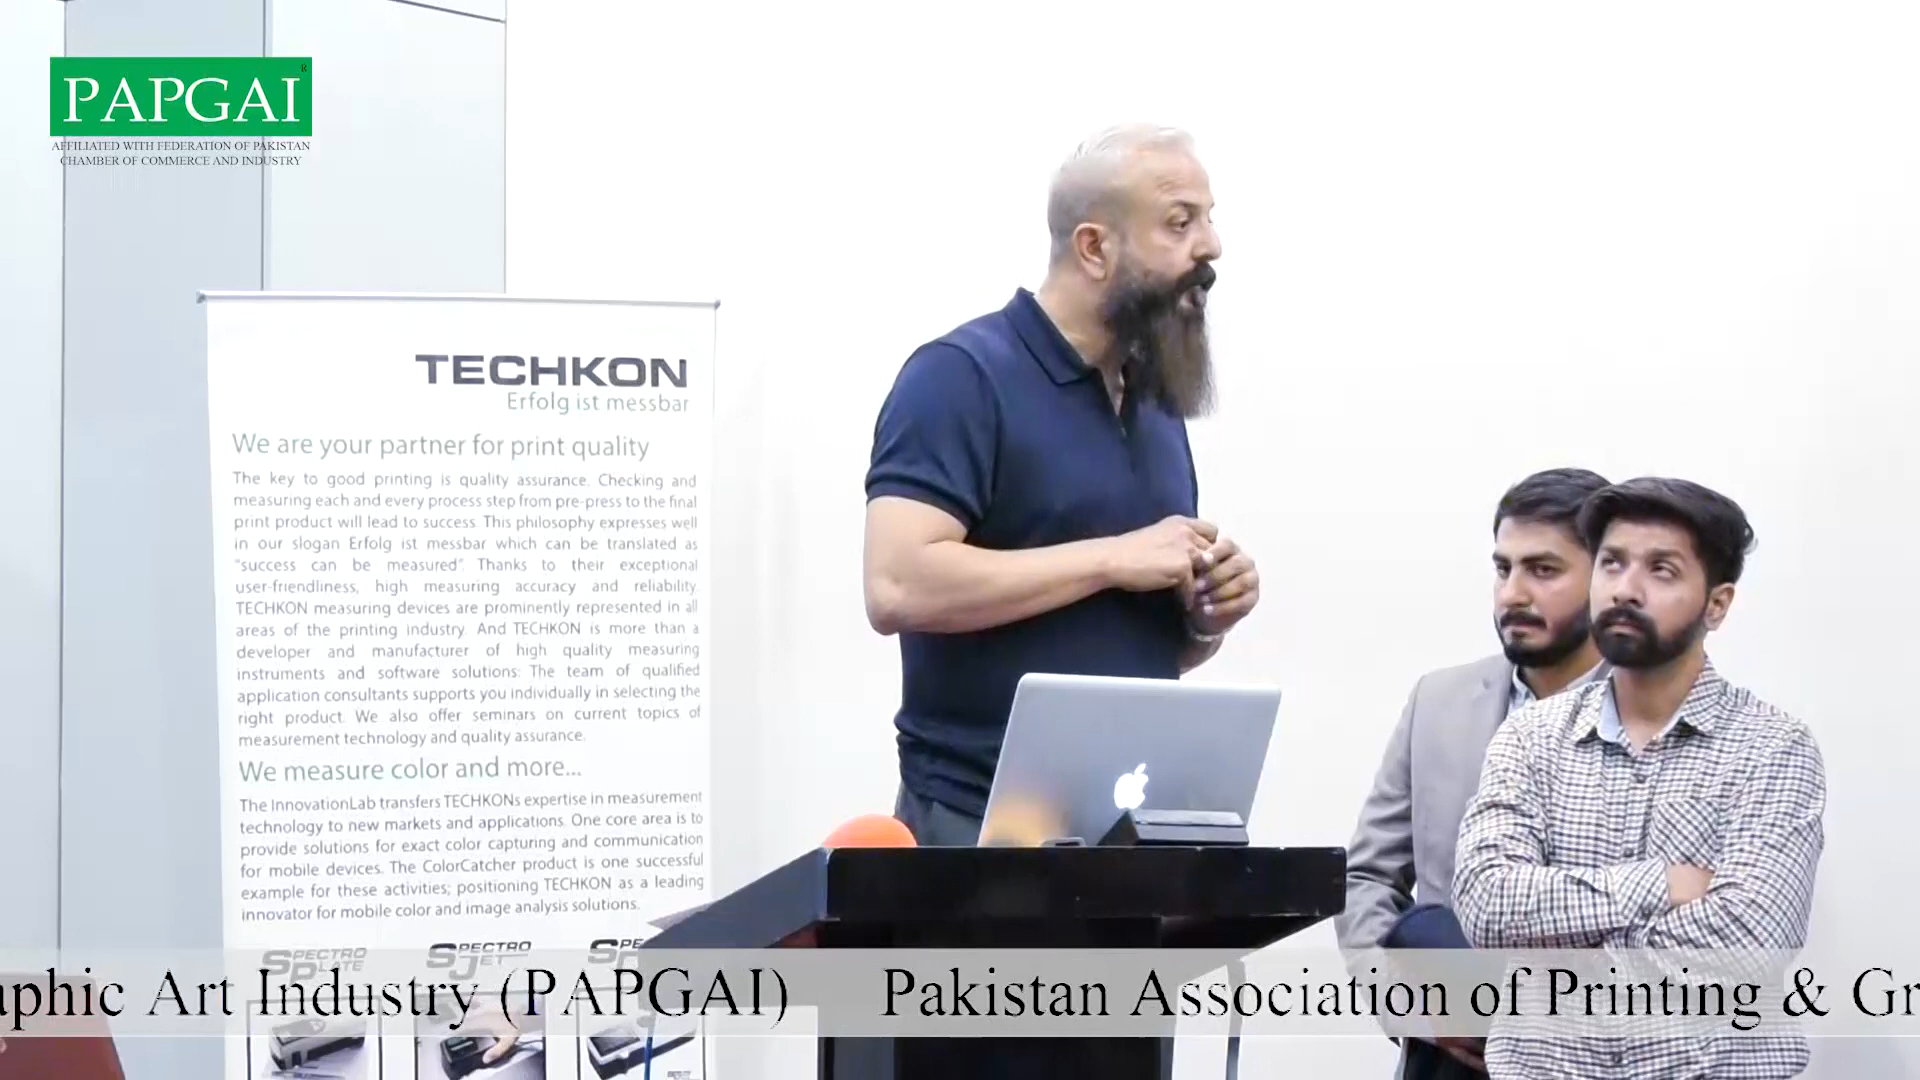 PAPGAI®
AFFILIATED WITH FEDERATION OF PAKISTAN
CHAMBER OF COMMERCE AND INDUSTRY
TECHKON
Erfolg ist messbar
We are your partner for print quality
The key to good printing is quality assurance. Checking and
measuring each and every process step from pre-press to the final
print product will lead to success. This philosophy expresses well
in our slogan Erfolg ist messbar which can be translated as
"success can be measured". Thanks to their exceptional
user-friendliness, high measuring accuracy and reliability.
TECHKON measuring devices are prominently represented in all
areas of the printing industry. And TECHKON is more than a
developer and manufacturer of high quality measuring
instruments and software solutions: The team of qualified
application consultants supports you individually in selecting the
right product. We also offer seminars on current topics of
measurement technology and quality assurance.
We measure color and more...
The InnovationLab transfers TECHKONs expertise in measurement
technology to new markets and applications. One core area is to
provide solutions for exact color capturing and communication
for mobile devices. The ColorCatcher product is one successful
example for these activities; positioning TECHKON as a leading
innovator for mobile color and image analysis solutions.
SPECTRO PLATE
SPECTRO JET
aphic Art Industry (PAPGAI) Pakistan Association of Printing & Gr